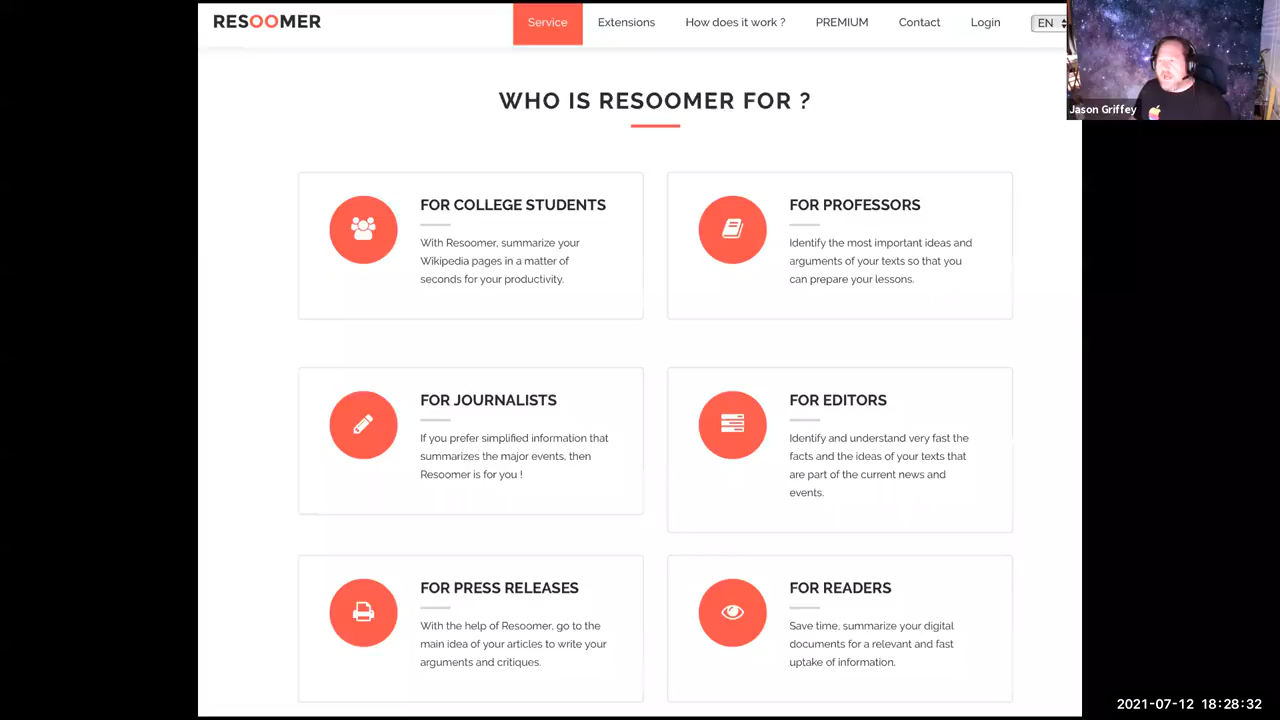 RESOOMER
Service
Extensions
How does it work ?
PREMIUM
Contact
Login
EN
Jason Griffey
WHO IS RESOOMER FOR ?
FOR COLLEGE STUDENTS
With Resoomer, summarize your
Wikipedia pages in a matter of
seconds for your productivity.
FOR PROFESSORS
Identify the most important ideas and
arguments of your texts so that you
can prepare your lessons.
FOR JOURNALISTS
If you prefer simplified information that
summarizes the major events, then
Resoomer is for you !
FOR EDITORS
Identify and understand very fast the
facts and the ideas of your texts that
are part of the current news and
events.
FOR PRESS RELEASES
With the help of Resoomer, go to the
main idea of your articles to write your
arguments and critiques.
FOR READERS
Save time, summarize your digital
documents for a relevant and fast
uptake of information.
2021-07-12 18:28:32